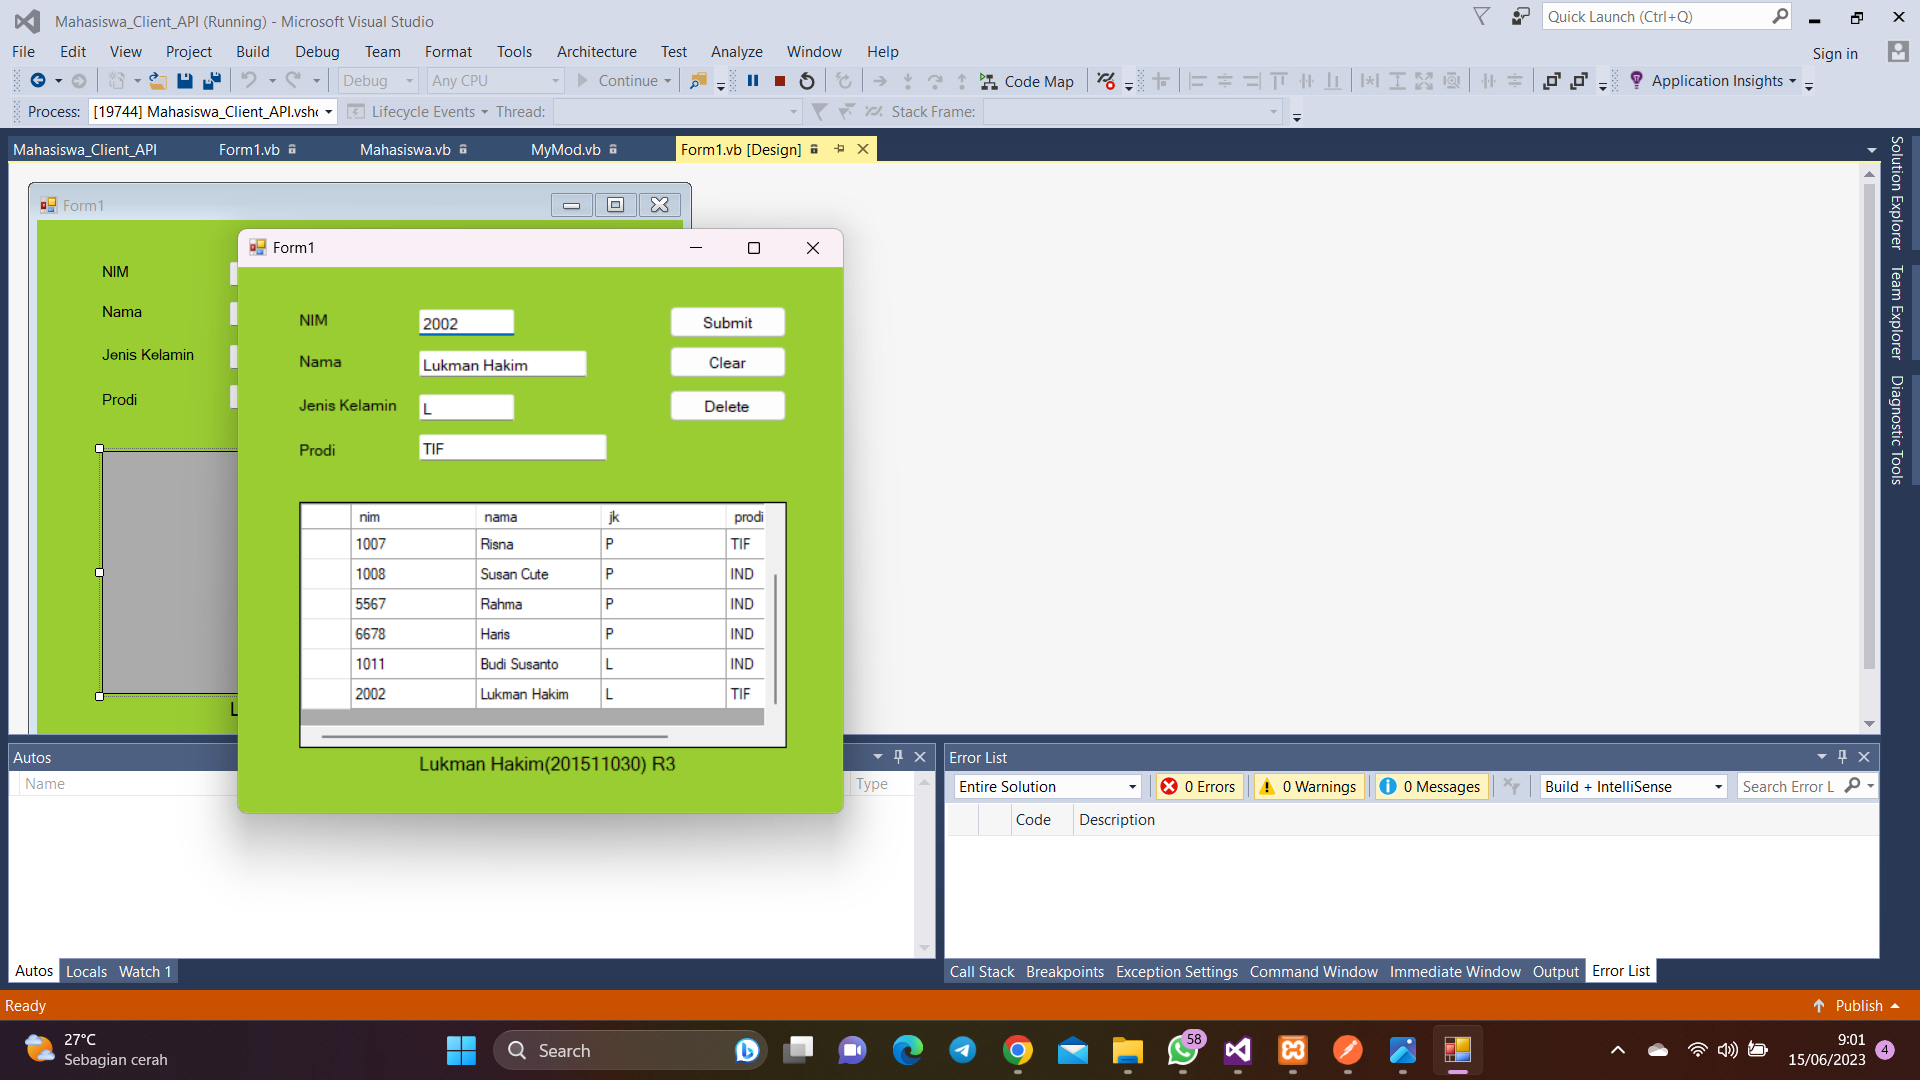 Mahasiswa_Client_API (Running) - Microsoft Visual Studio
Quick Launch (Ctrl+Q)
File Edit View Project Build Debug Team Format Tools Architecture Test Analyze Window Help
Sign in
Debug Any CPU Continue Code Map Application Insights
Process: [19744] Mahasiswa_Client_API.vshc Lifecycle Events Thread: Stack Frame:
Mahasiswa_Client_API Form1.vb Mahasiswa.vb MyMod.vb Form1.vb [Design]
Solution Explorer
Team Explorer
Diagnostic Tools
Form1
NIM
Nama
Jenis Kelamin
Prodi
L
Form1
NIM 2002 Submit
Nama Lukman Hakim Clear
Jenis Kelamin L Delete
Prodi TIF
nim nama jk prodi
1007 Risna P TIF
1008 Susan Cute P IND
5567 Rahma P IND
6678 Haris P IND
1011 Budi Susanto L IND
2002 Lukman Hakim L TIF
Lukman Hakim(201511030) R3
Autos
Name Type
Autos Locals Watch 1
Error List
Entire Solution 0 Errors 0 Warnings 0 Messages Build + IntelliSense Search Error L
Code Description
Call Stack Breakpoints Exception Settings Command Window Immediate Window Output Error List
Ready
Publish
27°C
Sebagian cerah
Search
58
9:01
15/06/2023
4